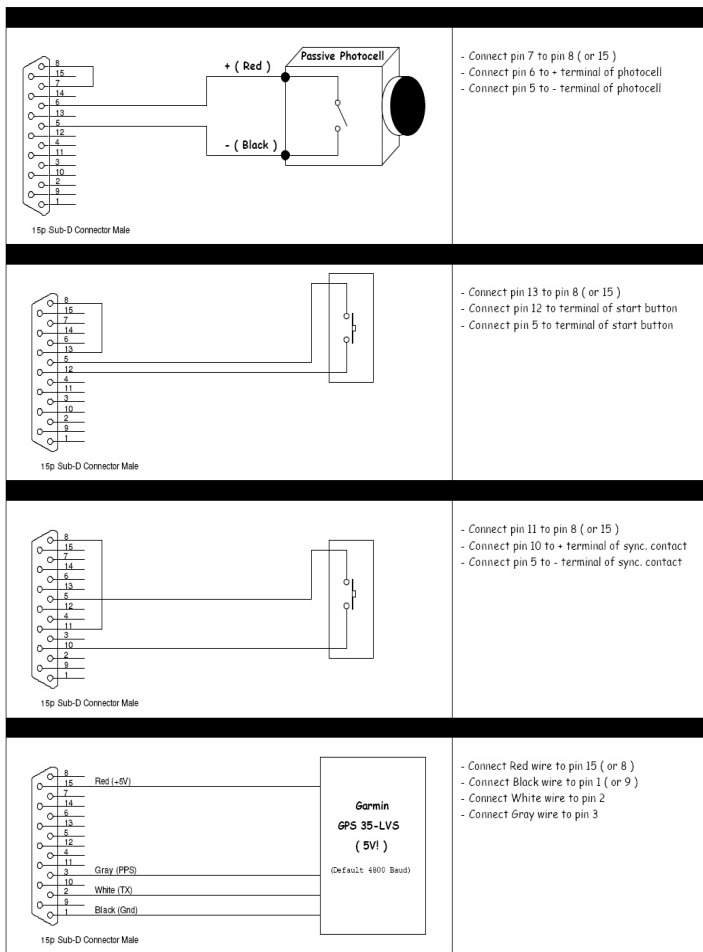 8
15
7
14
6
13
5
12
4
11
3
10
2
9
1
+ ( Red )
- ( Black )
Passive Photocell
15p Sub-D Connector Male
- Connect pin 7 to pin 8 ( or 15 )
- Connect pin 6 to + terminal of photocell
- Connect pin 5 to - terminal of photocell
8
15
7
14
6
13
5
12
4
11
3
10
2
9
1
15p Sub-D Connector Male
- Connect pin 13 to pin 8 ( or 15 )
- Connect pin 12 to terminal of start button
- Connect pin 5 to terminal of start button
8
15
7
14
6
13
5
12
4
11
3
10
2
9
1
15p Sub-D Connector Male
- Connect pin 11 to pin 8 ( or 15 )
- Connect pin 10 to + terminal of sync. contact
- Connect pin 5 to - terminal of sync. contact
8
15
7
14
6
13
5
12
4
11
3
10
2
9
1
Red (+5V)
Gray (PPS)
White (TX)
Black (Gnd)
Garmin
GPS 35-LVS
( 5V! )
(Default 4800 Baud)
15p Sub-D Connector Male
- Connect Red wire to pin 15 ( or 8 )
- Connect Black wire to pin 1 ( or 9 )
- Connect White wire to pin 2
- Connect Gray wire to pin 3